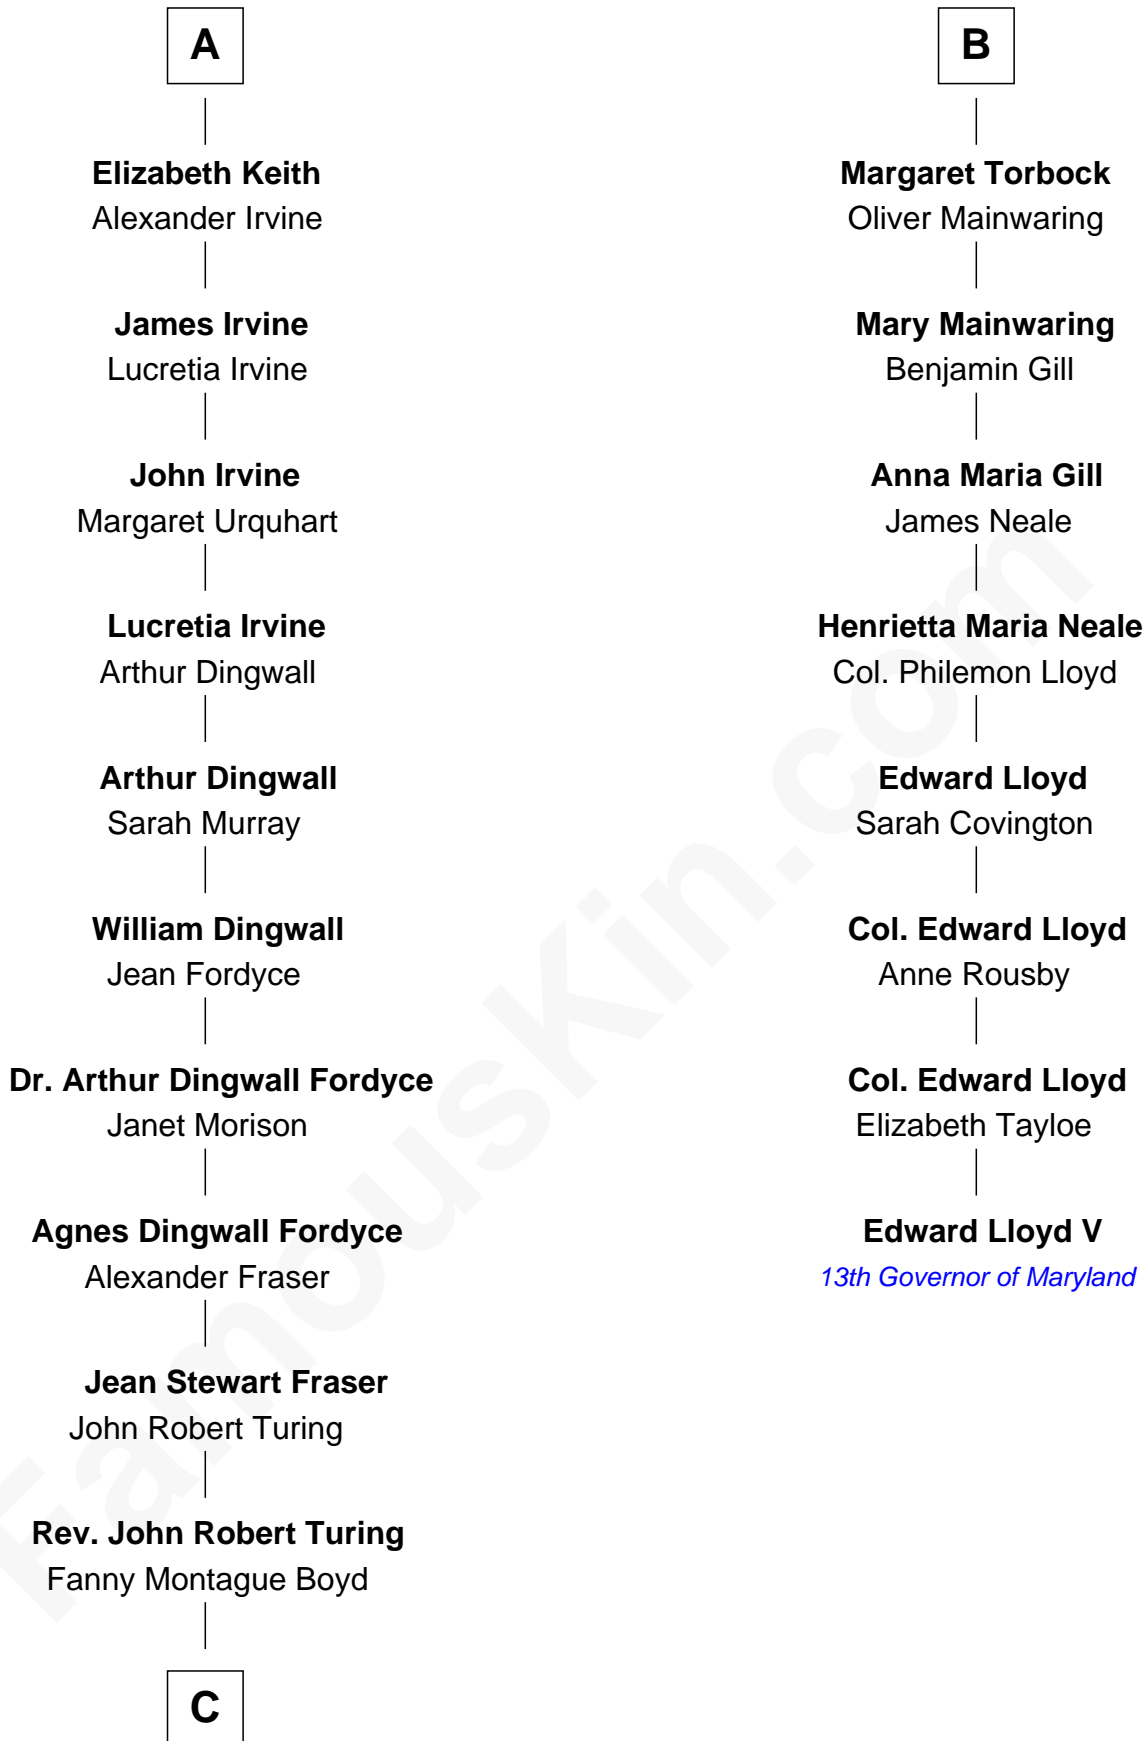 A
Elizabeth Keith
Alexander Irvine
James Irvine
Lucretia Irvine
John Irvine
Margaret Urquhart
Lucretia Irvine
Arthur Dingwall
Arthur Dingwall
Sarah Murray
William Dingwall
Jean Fordyce
Dr. Arthur Dingwall Fordyce
Janet Morison
Agnes Dingwall Fordyce
Alexander Fraser
Jean Stewart Fraser
John Robert Turing
Rev. John Robert Turing
Fanny Montague Boyd
C
B
Margaret Torbock
Oliver Mainwaring
Mary Mainwaring
Benjamin Gill
Anna Maria Gill
James Neale
Henrietta Maria Neale
Col. Philemon Lloyd
Edward Lloyd
Sarah Covington
Col. Edward Lloyd
Anne Rousby
Col. Edward Lloyd
Elizabeth Tayloe
Edward Lloyd V
13th Governor of Maryland
FamousKin.com